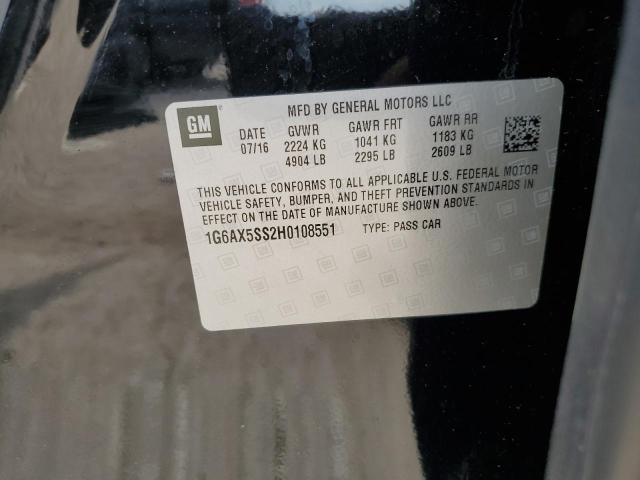 GM
MFD BY GENERAL MOTORS LLC
DATE GVWR GAWR FRT GAWR RR
07/16 2224 KG 1041 KG 1183 KG
4904 LB 2295 LB 2609 LB
THIS VEHICLE CONFORMS TO ALL APPLICABLE U.S. FEDERAL MOTOR
VEHICLE SAFETY, BUMPER, AND THEFT PREVENTION STANDARDS IN
EFFECT ON THE DATE OF MANUFACTURE SHOWN ABOVE.
1G6AX5SS2H0108551 TYPE: PASS CAR